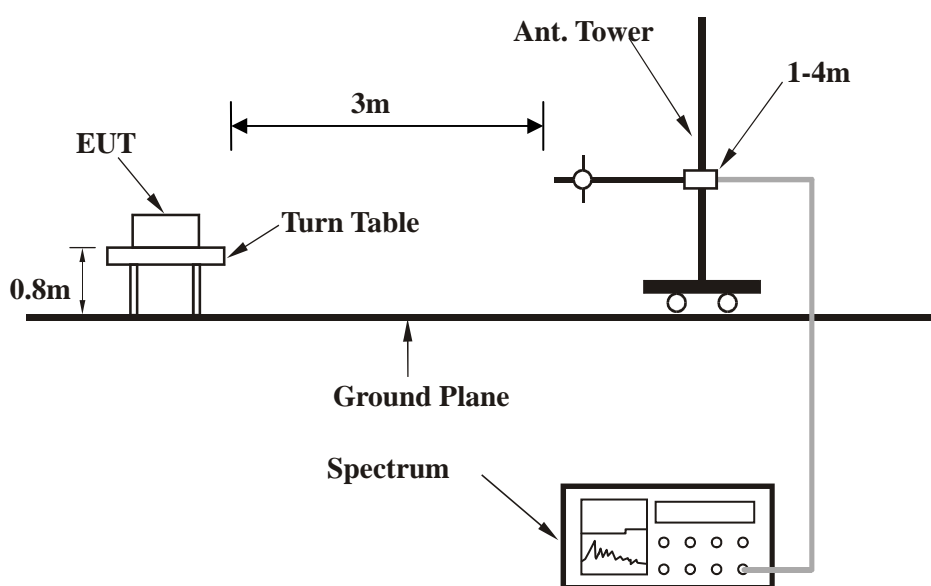 Ant. Tower
1-4m
3m
EUT
Turn Table
0.8m
Ground Plane
Spectrum